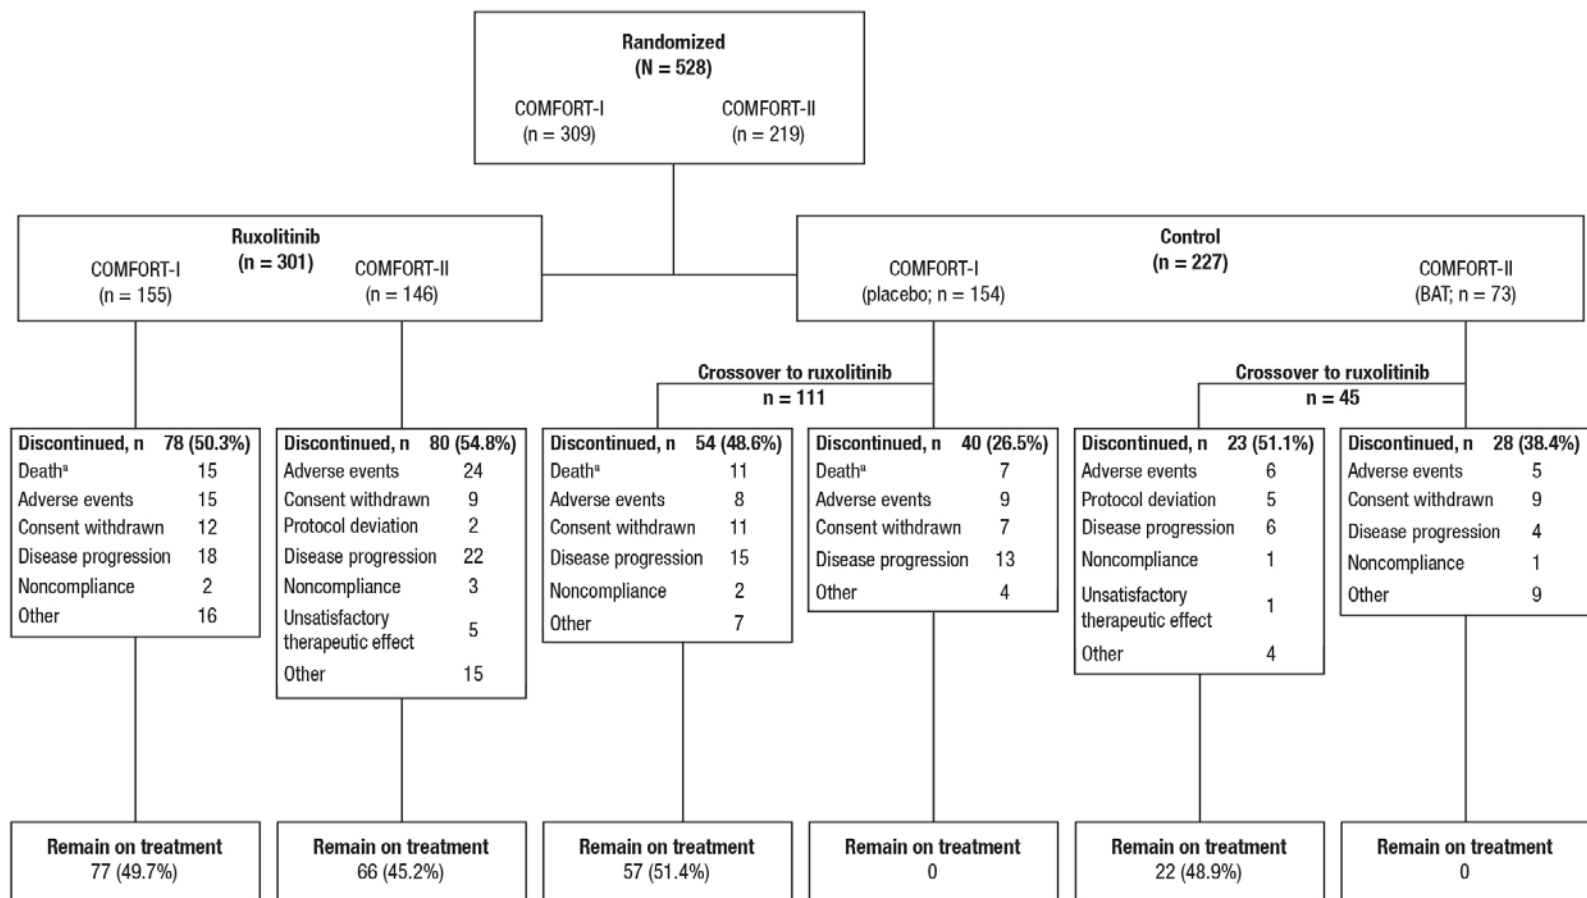 Randomized
(N = 528)
COMFORT-I
(n = 309)
COMFORT-II
(n = 219)
Ruxolitinib
(n = 301)
COMFORT-I
(n = 155)
COMFORT-II
(n = 146)
Control
(n = 227)
COMFORT-I
(placebo; n = 154)
COMFORT-II
(BAT; n = 73)
Crossover to ruxolitinib
n = 111
Crossover to ruxolitinib
n = 45
Discontinued, n 78 (50.3%)
Deathª 15
Adverse events 15
Consent withdrawn 12
Disease progression 18
Noncompliance 2
Other 16
Discontinued, n 80 (54.8%)
Adverse events 24
Consent withdrawn 9
Protocol deviation 2
Disease progression 22
Noncompliance 3
Unsatisfactory
therapeutic effect 5
Other 15
Discontinued, n 54 (48.6%)
Deathª 11
Adverse events 8
Consent withdrawn 11
Disease progression 15
Noncompliance 2
Other 7
Discontinued, n 40 (26.5%)
Deathª 7
Adverse events 9
Consent withdrawn 7
Disease progression 13
Other 4
Discontinued, n 23 (51.1%)
Adverse events 6
Protocol deviation 5
Disease progression 6
Noncompliance 1
Unsatisfactory
therapeutic effect 1
Other 4
Discontinued, n 28 (38.4%)
Adverse events 5
Consent withdrawn 9
Disease progression 4
Noncompliance 1
Other 9
Remain on treatment
77 (49.7%)
Remain on treatment
66 (45.2%)
Remain on treatment
57 (51.4%)
Remain on treatment
0
Remain on treatment
22 (48.9%)
Remain on treatment
0